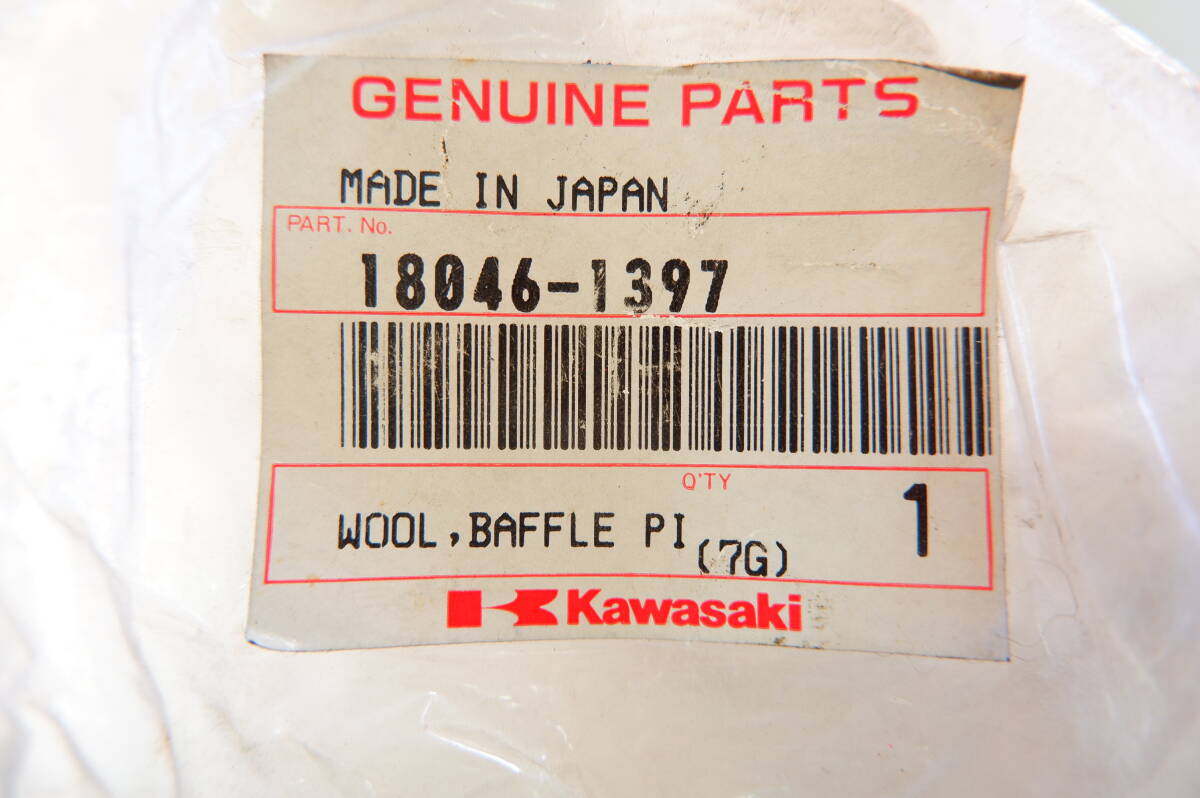 GENUINE PARTS
MADE IN JAPAN
PART. No.
18046-1397
Q'TY
WOOL,BAFFLE PI (7G) 1
Kawasaki